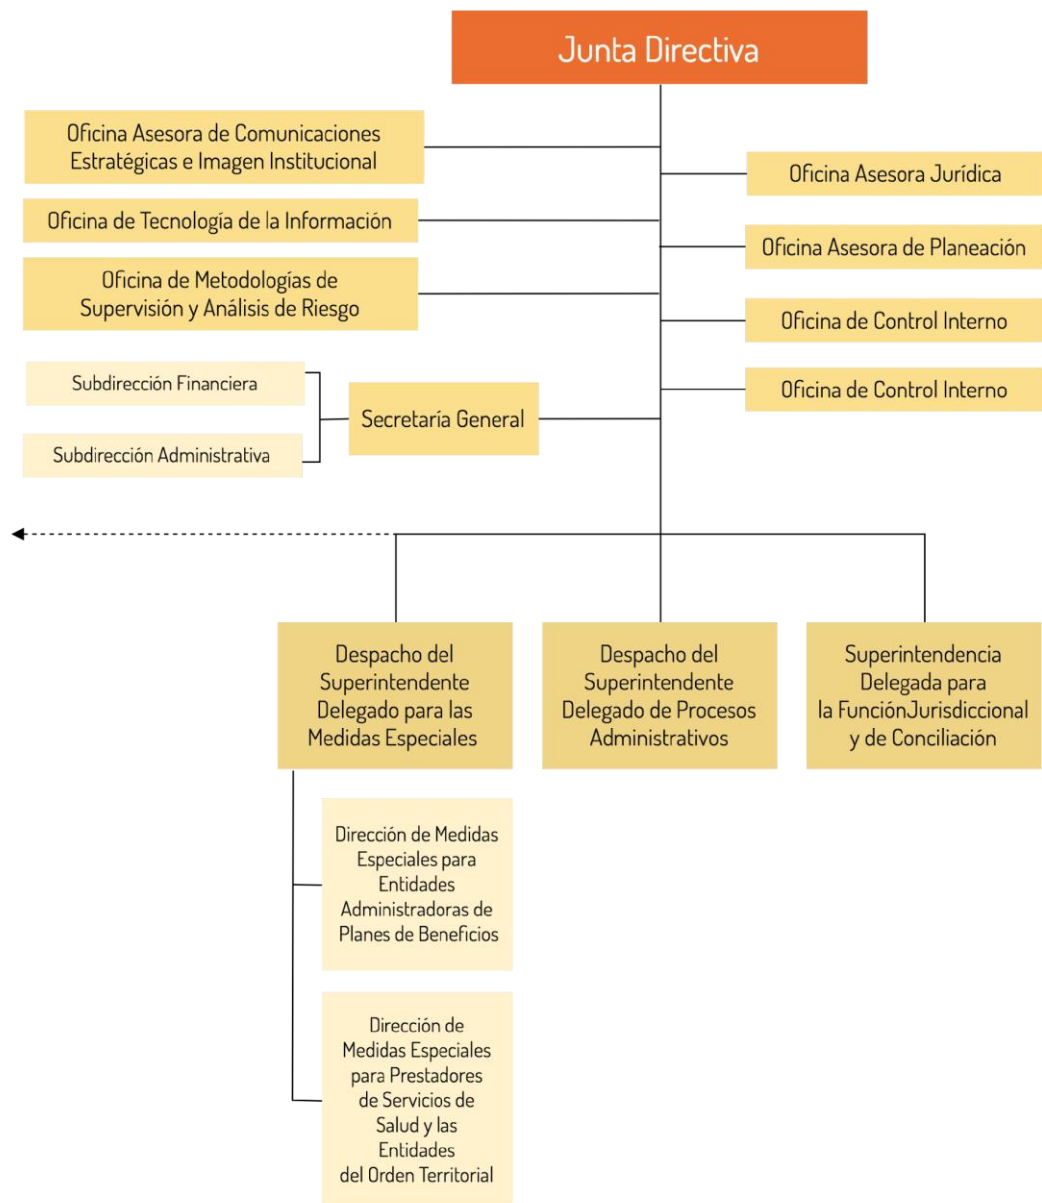 Junta Directiva
Oficina Asesora de Comunicaciones
Estratégicas e Imagen Institucional
Oficina de Tecnología de la Información
Oficina de Metodologías de
Supervisión y Análisis de Riesgo
Oficina Asesora Jurídica
Oficina Asesora de Planeación
Oficina de Control Interno
Oficina de Control Interno
Subdirección Financiera
Subdirección Administrativa
Secretaría General
Despacho del
Superintendente
Delegado para las
Medidas Especiales
Despacho del
Superintendente
Delegado de Procesos
Administrativos
Superintendencia
Delegada para
la FunciónJurisdiccional
y de Conciliación
Dirección de Medidas
Especiales para
Entidades
Administradoras de
Planes de Beneficios
Dirección de
Medidas Especiales
para Prestadores
de Servicios de
Salud y las
Entidades
del Orden Territorial